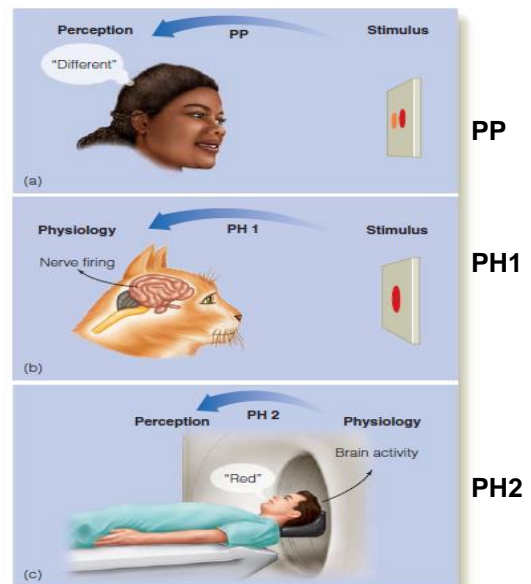 Perception PP Stimulus
"Different"
(a)
PP
Physiology PH 1 Stimulus
Nerve firing
(b)
PH1
Perception PH 2 Physiology
Brain activity
"Red"
(c)
PH2